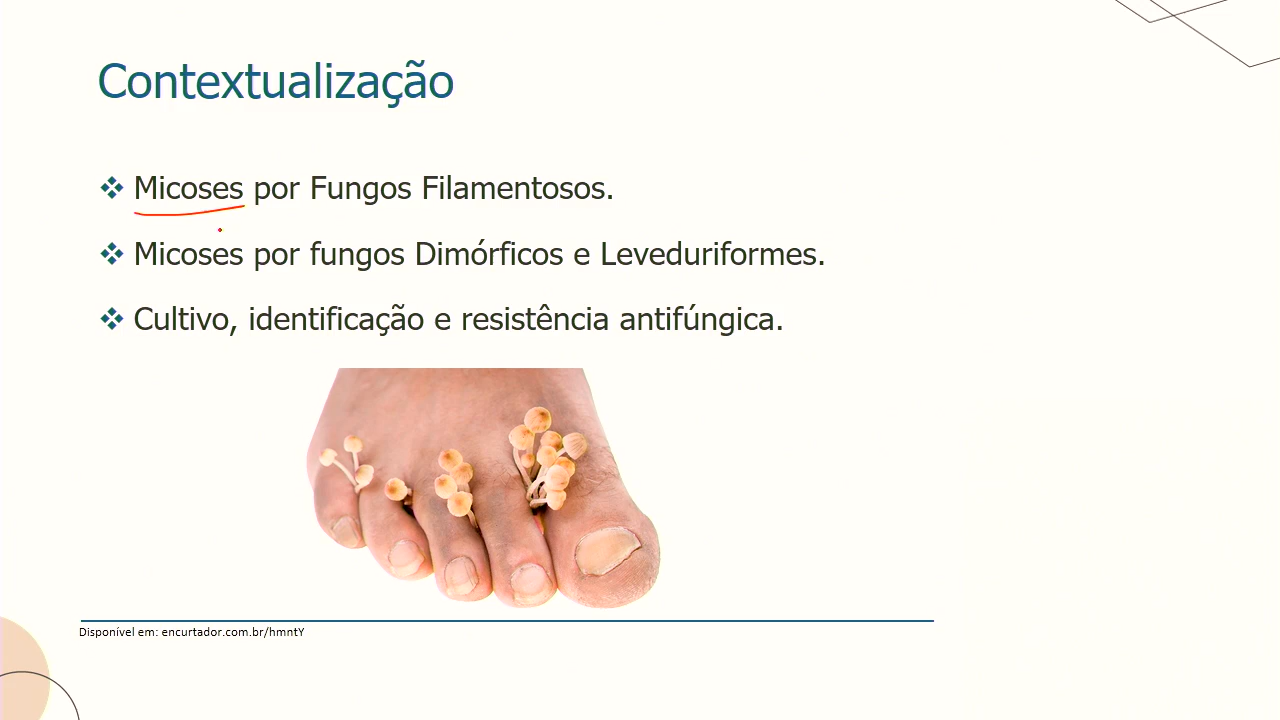 Contextualização
Micoses por Fungos Filamentosos.
Micoses por fungos Dimórficos e Leveduriformes.
Cultivo, identificação e resistência antifúngica.
Disponível em: encurtador.com.br/hmntY